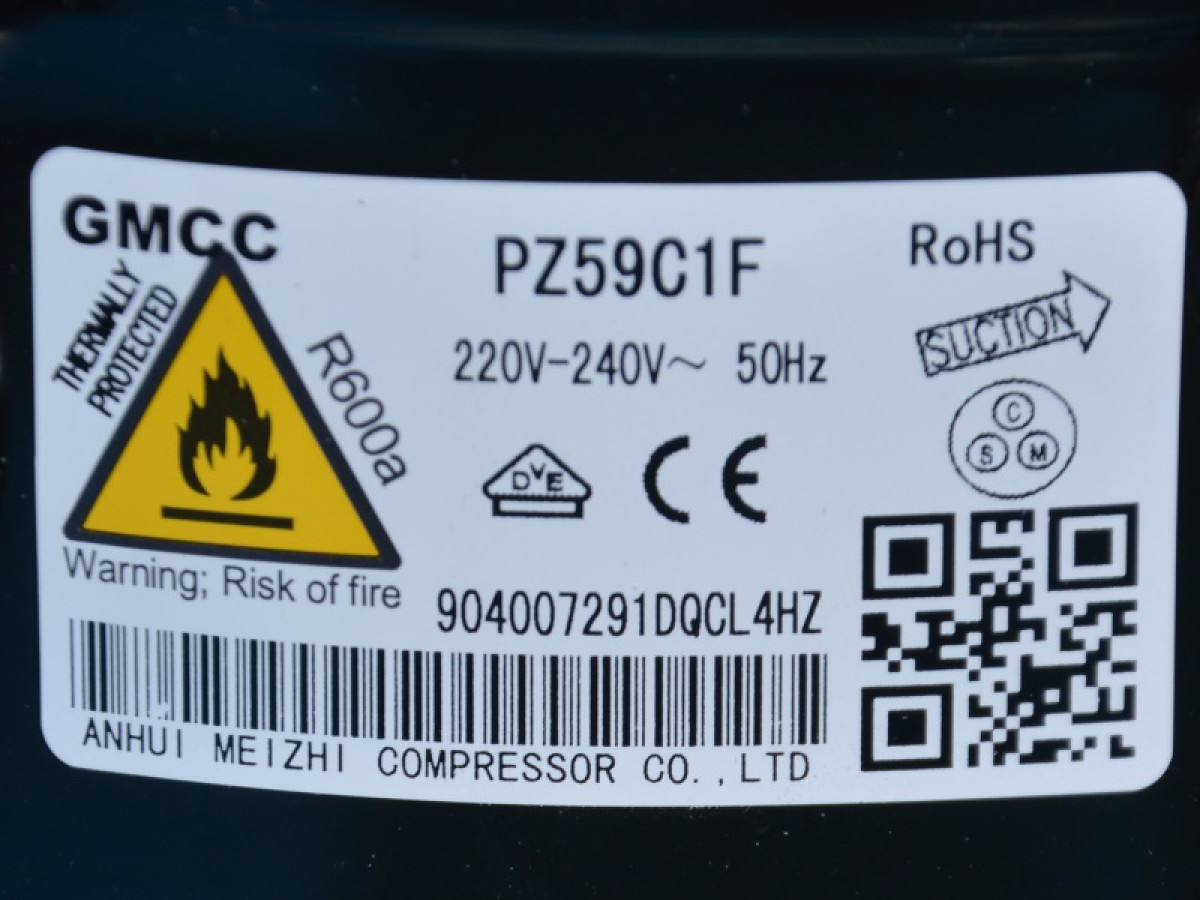 GMCC
THERMALLY
PROTECTED
R600a
Warning; Risk of fire
PZ59C1F
220V-240V~ 50Hz
DVE
CE
904007291DQCL4HZ
RoHS
SUCTION
C
S M
ANHUI MEIZHI COMPRESSOR CO.,LTD